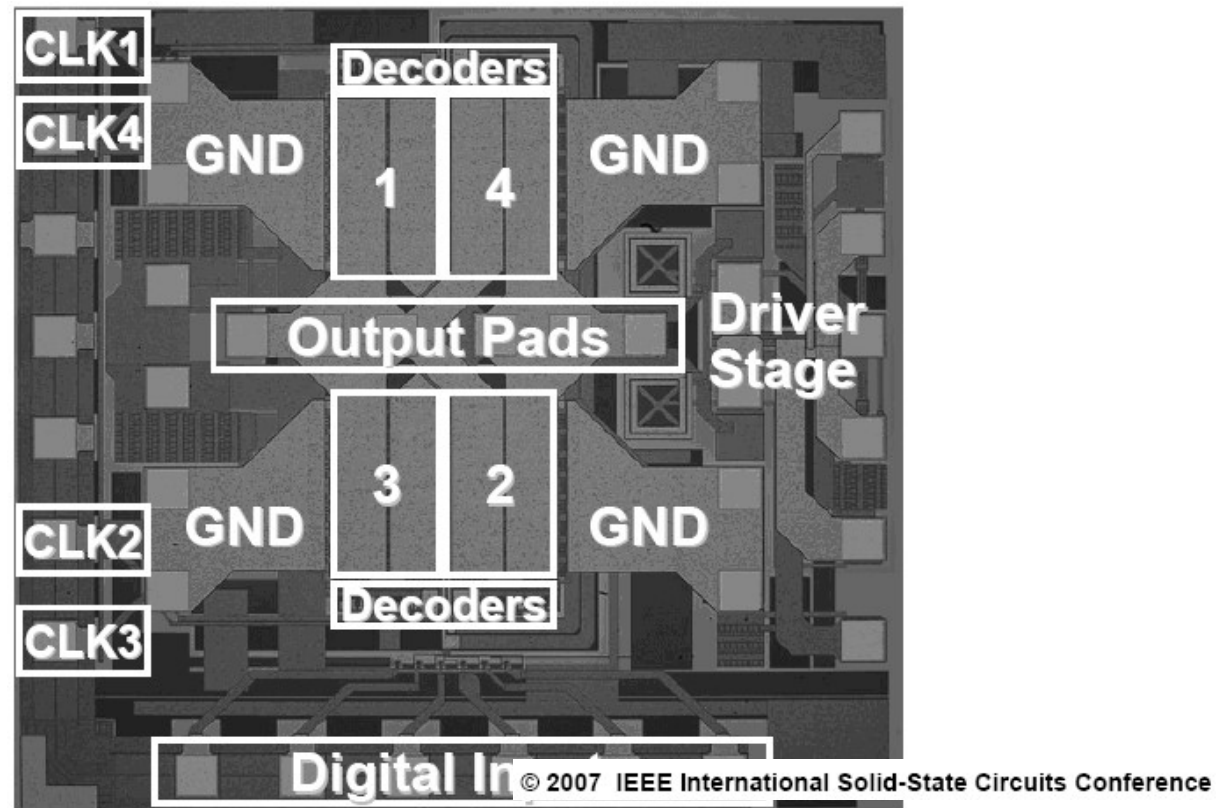 CLK1
Decoders
CLK4
GND
1
4
GND
Output Pads
Driver
Stage
3
2
CLK2
GND
GND
Decoders
CLK3
Digital
© 2007 IEEE International Solid-State Circuits Conference